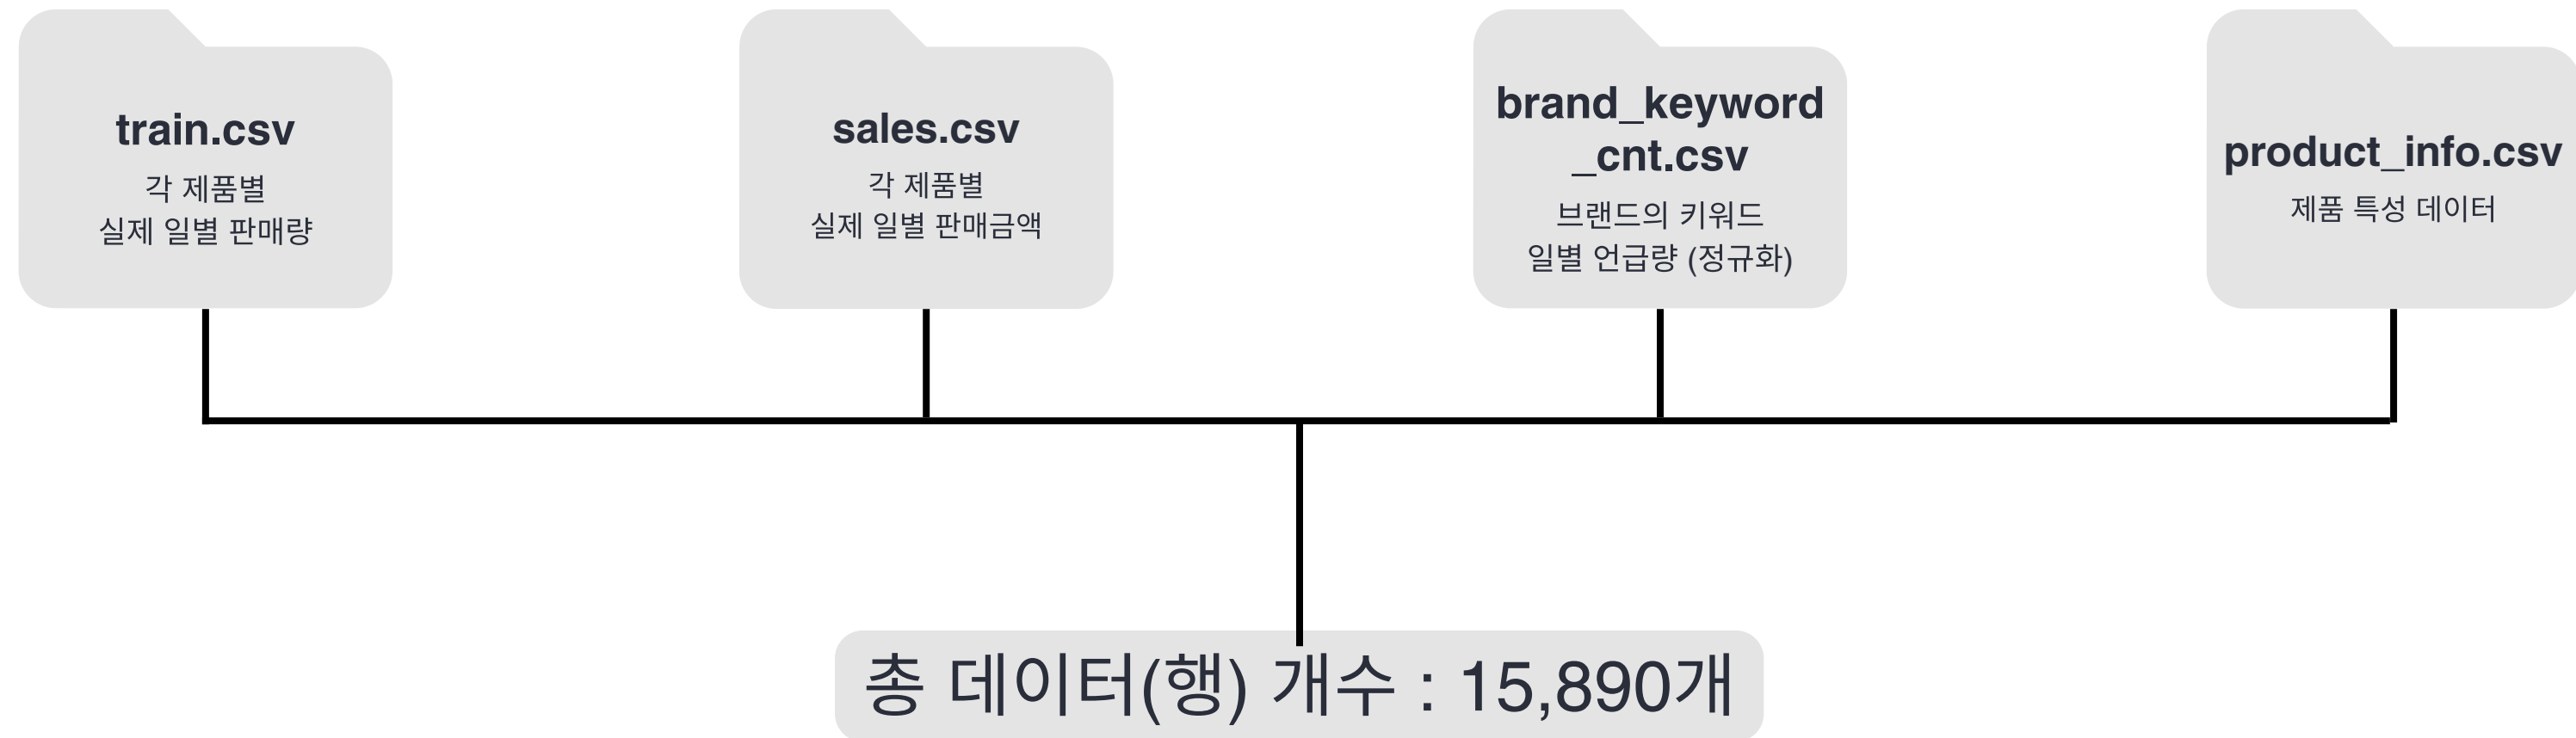 train.csv
각 제품별
실제 일별 판매량
sales.csv
각 제품별
실제 일별 판매금액
brand_keyword
_cnt.csv
브랜드의 키워드
일별 언급량 (정규화)
product_info.csv
제품 특성 데이터
총 데이터(행) 개수 : 15,890개